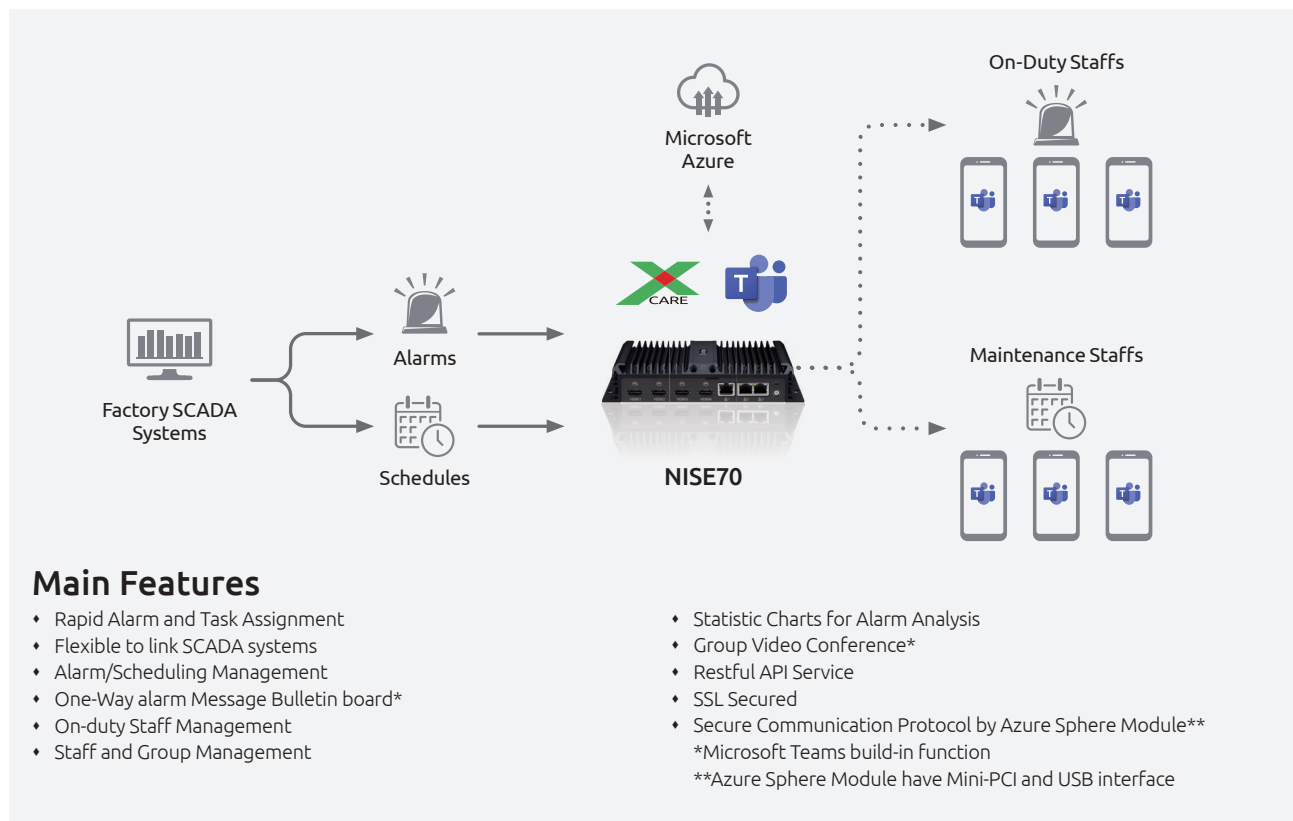 On-Duty Staffs
Microsoft
Azure
T
T
T
T
X
CARE
Alarms
Maintenance Staffs
Factory SCADA
Systems
Schedules
NISE70
T
T
T
Main Features
Rapid Alarm and Task Assignment
Flexible to link SCADA systems
Alarm/Scheduling Management
One-Way alarm Message Bulletin board*
On-duty Staff Management
Staff and Group Management
Statistic Charts for Alarm Analysis
Group Video Conference*
Restful API Service
SSL Secured
Secure Communication Protocol by Azure Sphere Module**
*Microsoft Teams build-in function
**Azure Sphere Module have Mini-PCI and USB interface